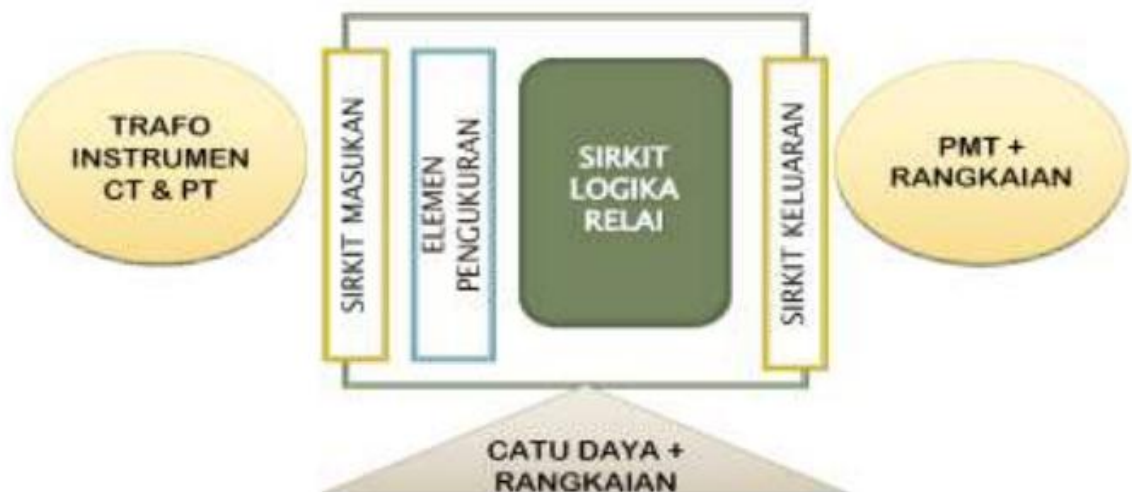 TRAFO
INSTRUMEN
CT & PT
SIRKIT MASUKAN
ELEMEN
PENGUKURAN
SIRKIT
LOGIKA
RELAI
SIRKIT KELUARAN
PMT +
RANGKAIAN
CATU DAYA +
RANGKAIAN